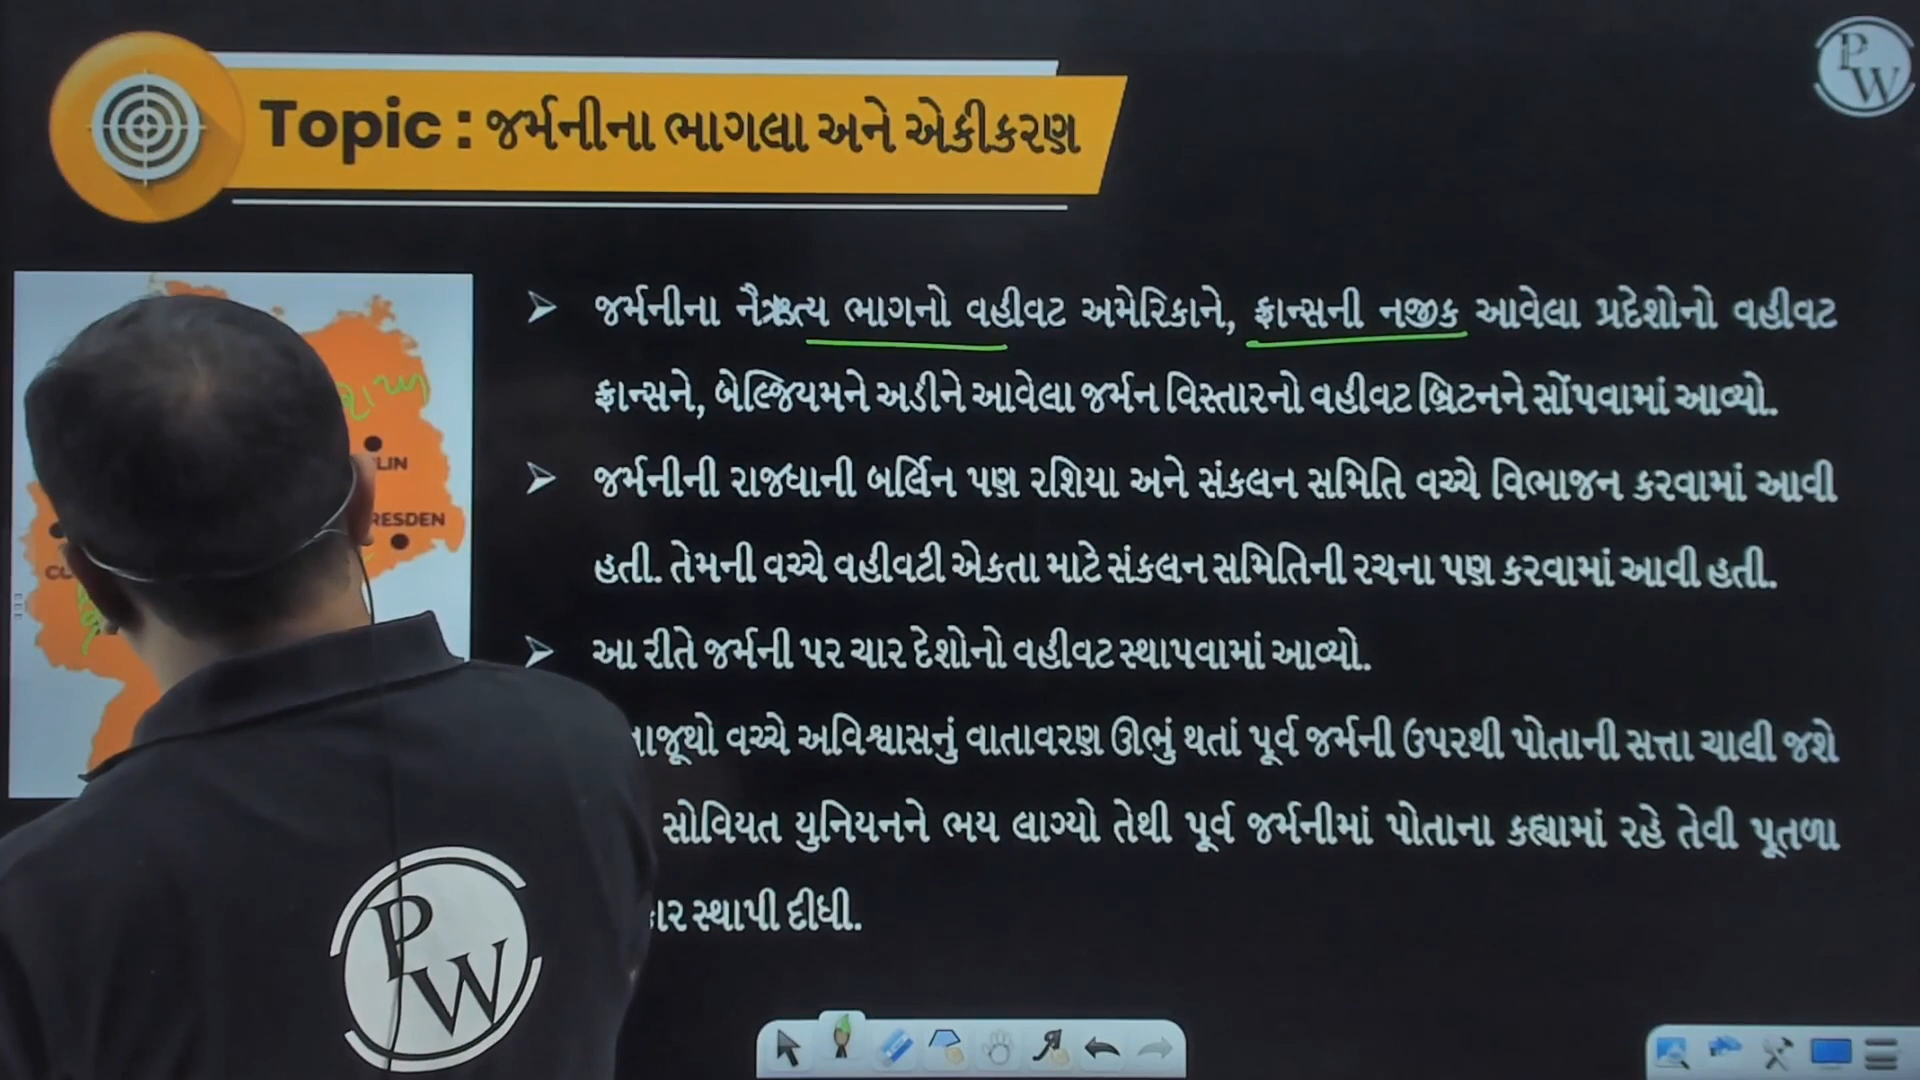 PW
Topic : જર્મનીના ભાગલા અને એકીકરણ
જર્મનીના નૈઋત્ય ભાગનો વહીવટ અમેરિકાને, ફ્રાન્સની નજીક આવેલા પ્રદેશોનો વહીવટ
ફ્રાન્સને, બેલ્જિયમને અડીને આવેલા જર્મન વિસ્તારનો વહીવટ બ્રિટનને સોંપવામાં આવ્યો.
જર્મનીની રાજધાની બર્લિન પણ રશિયા અને સંકલન સમિતિ વચ્ચે વિભાજન કરવામાં આવી
હતી. તેમની વચ્ચે વહીવટી એકતા માટે સંકલન સમિતિની રચના પણ કરવામાં આવી હતી.
આ રીતે જર્મની પર ચાર દેશોનો વહીવટ સ્થાપવામાં આવ્યો.
વચ્ચે અવિશ્વાસનું વાતાવરણ ઊભું થતાં પૂર્વ જર્મની ઉપરથી પોતાની સત્તા ચાલી જશે
સોવિયત યુનિયનને ભય લાગ્યો તેથી પૂર્વ જર્મનીમાં પોતાના કહ્યામાં રહે તેવી પૂતળા
સ્થાપી દીધી.
LIN
RESDEN
PW